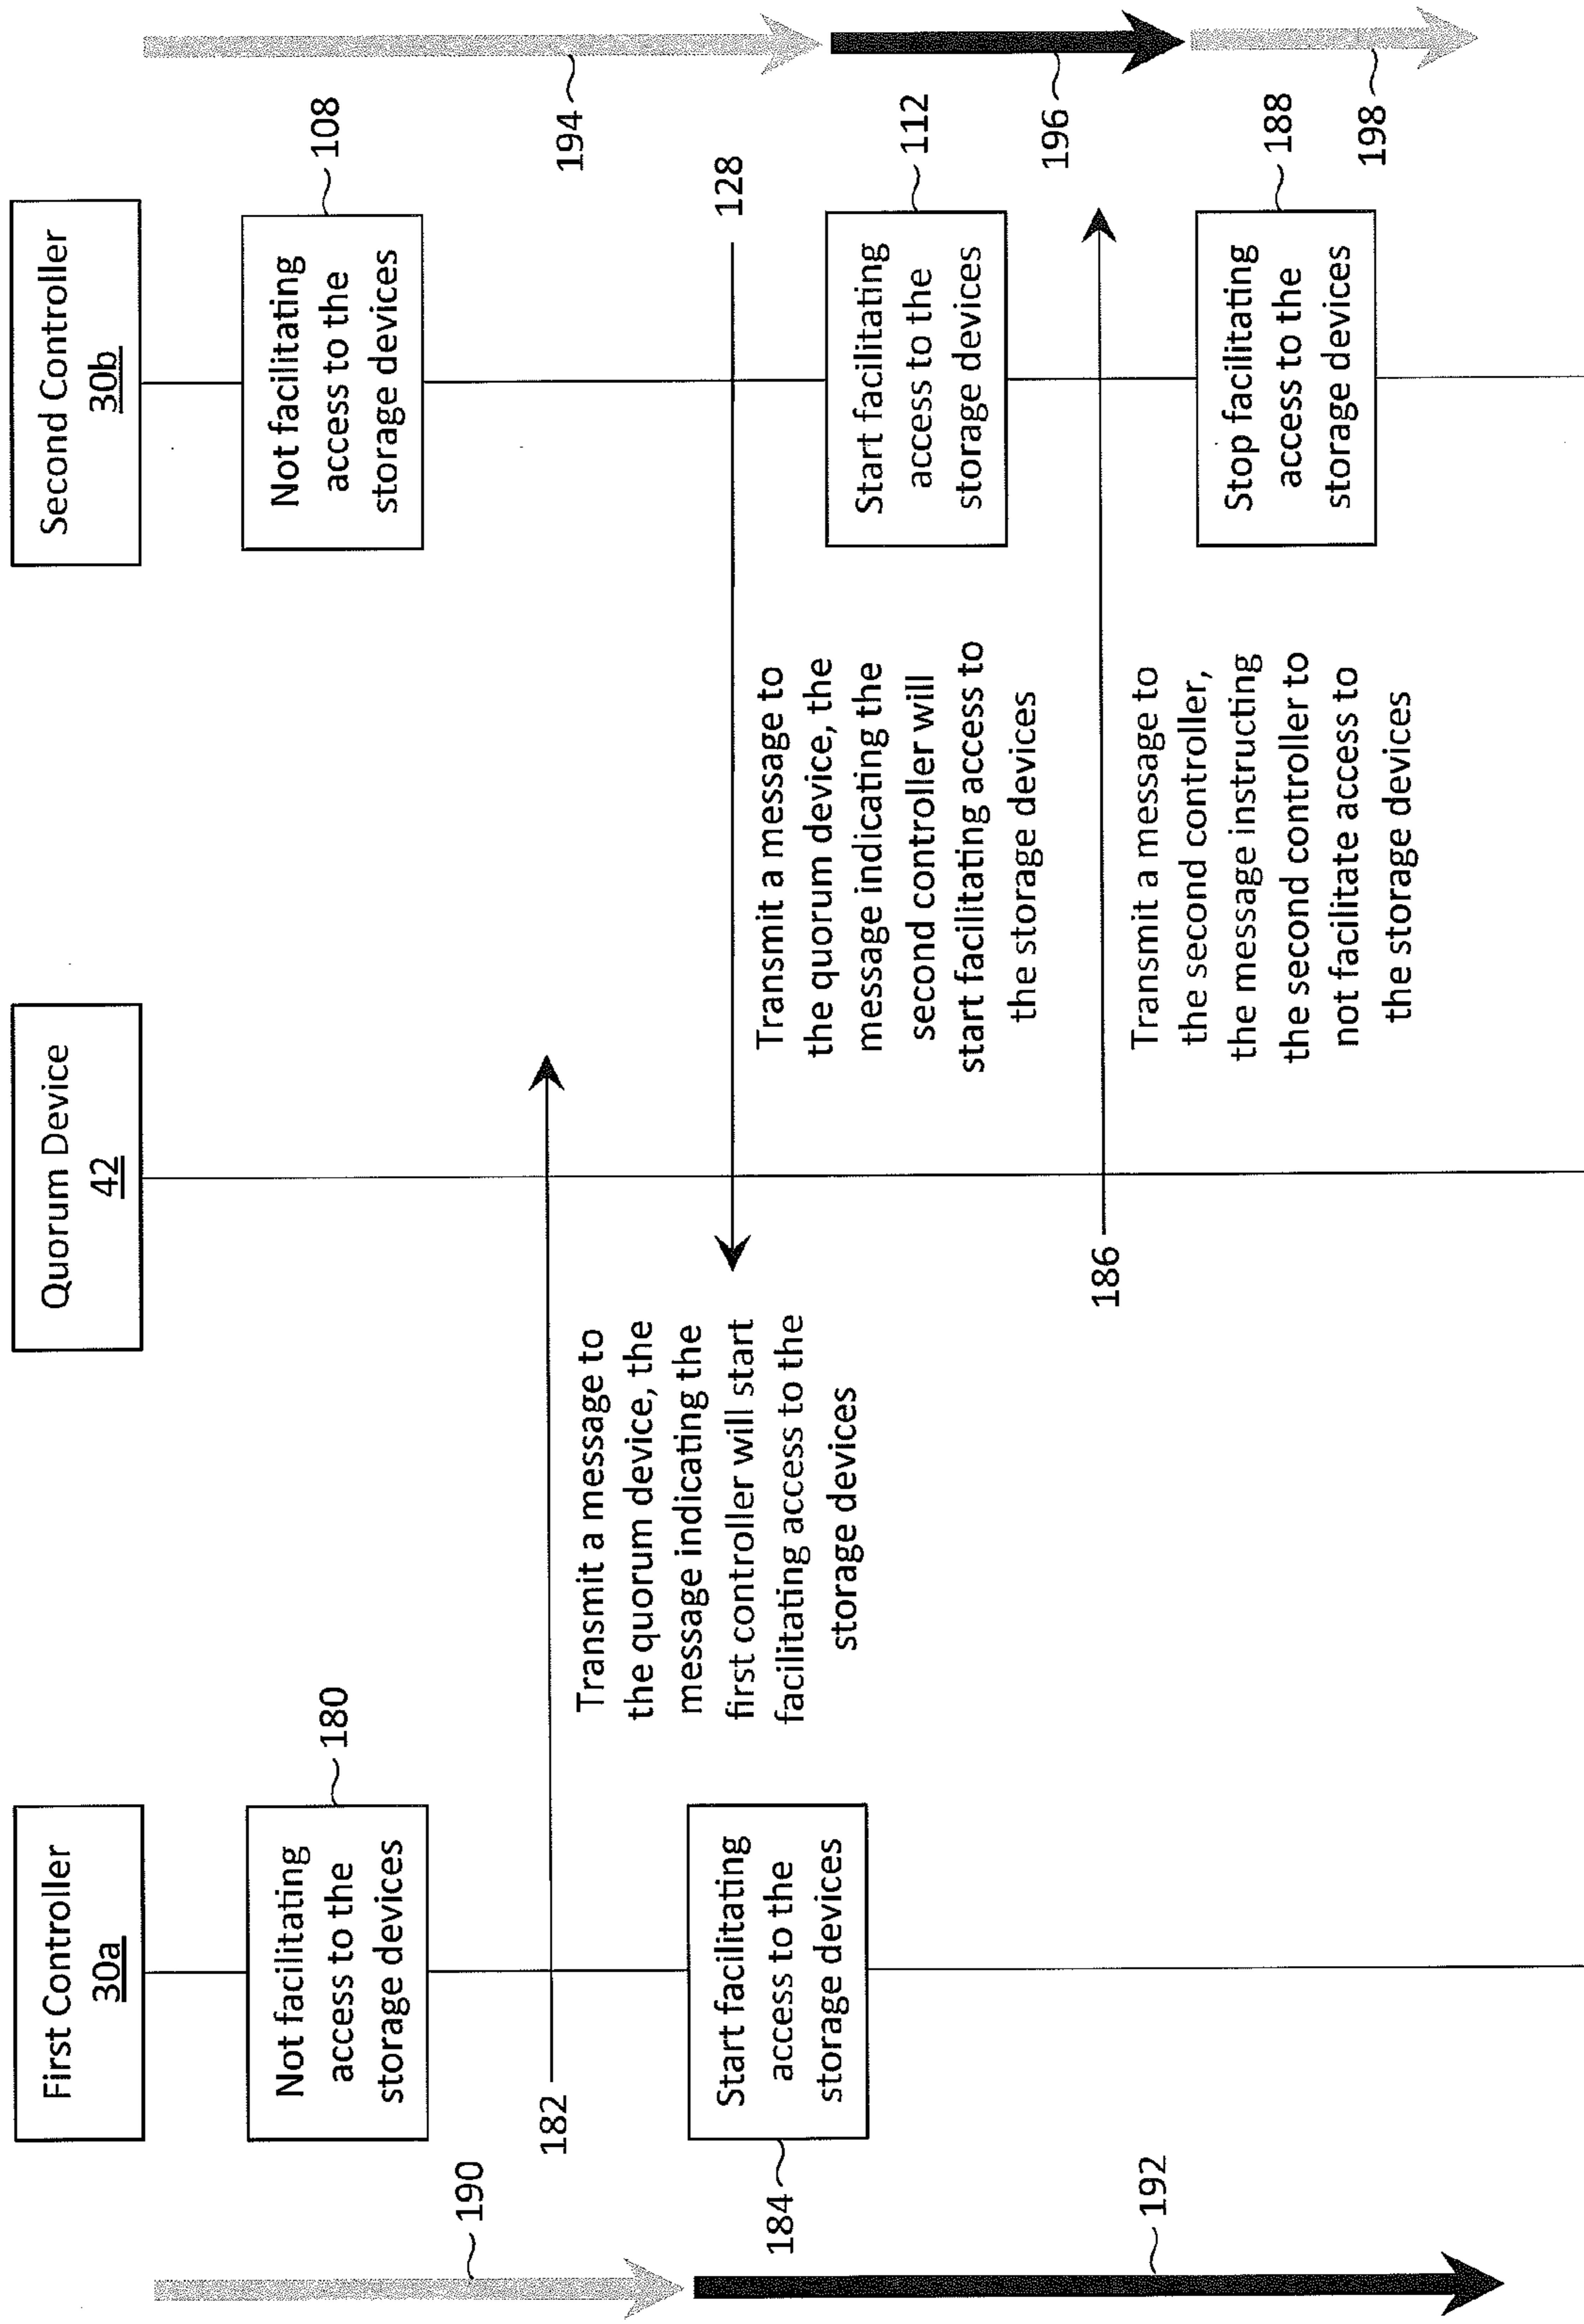 First Controller
30a
Quorum Device
42
Second Controller
30b
190
Not facilitating
access to the
storage devices
180
Not facilitating
access to the
storage devices
108
194
182
Transmit a message to
the quorum device, the
message indicating the
first controller will start
facilitating access to the
storage devices
128
Transmit a message to
the quorum device, the
message indicating the
second controller will
start facilitating access to
the storage devices
184
Start facilitating
access to the
storage devices
Start facilitating
access to the
storage devices
112
196
192
186
Transmit a message to
the second controller,
the message instructing
the second controller to
not facilitate access to
the storage devices
Stop facilitating
access to the
storage devices
188
198